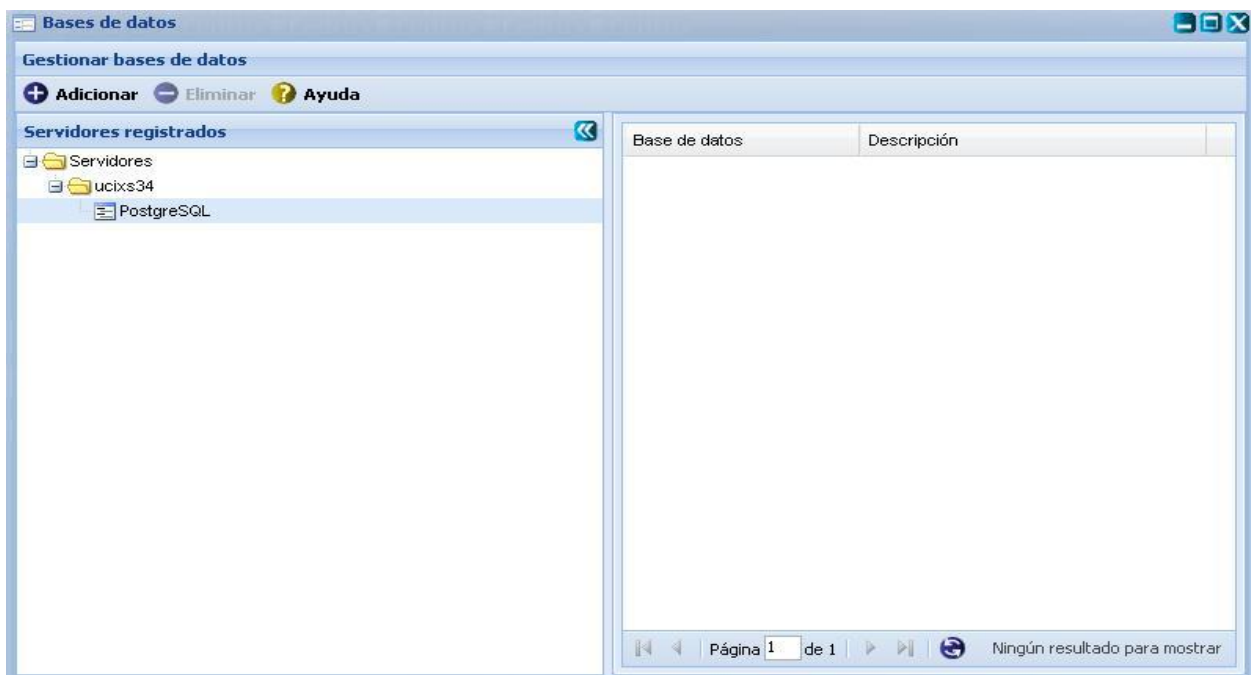 Bases de datos
Gestionar bases de datos
Adicionar Eliminar Ayuda
Servidores registrados
Servidores
ucixs34
PostgreSQL
Base de datos Descripción
Página 1 de 1 Ningún resultado para mostrar